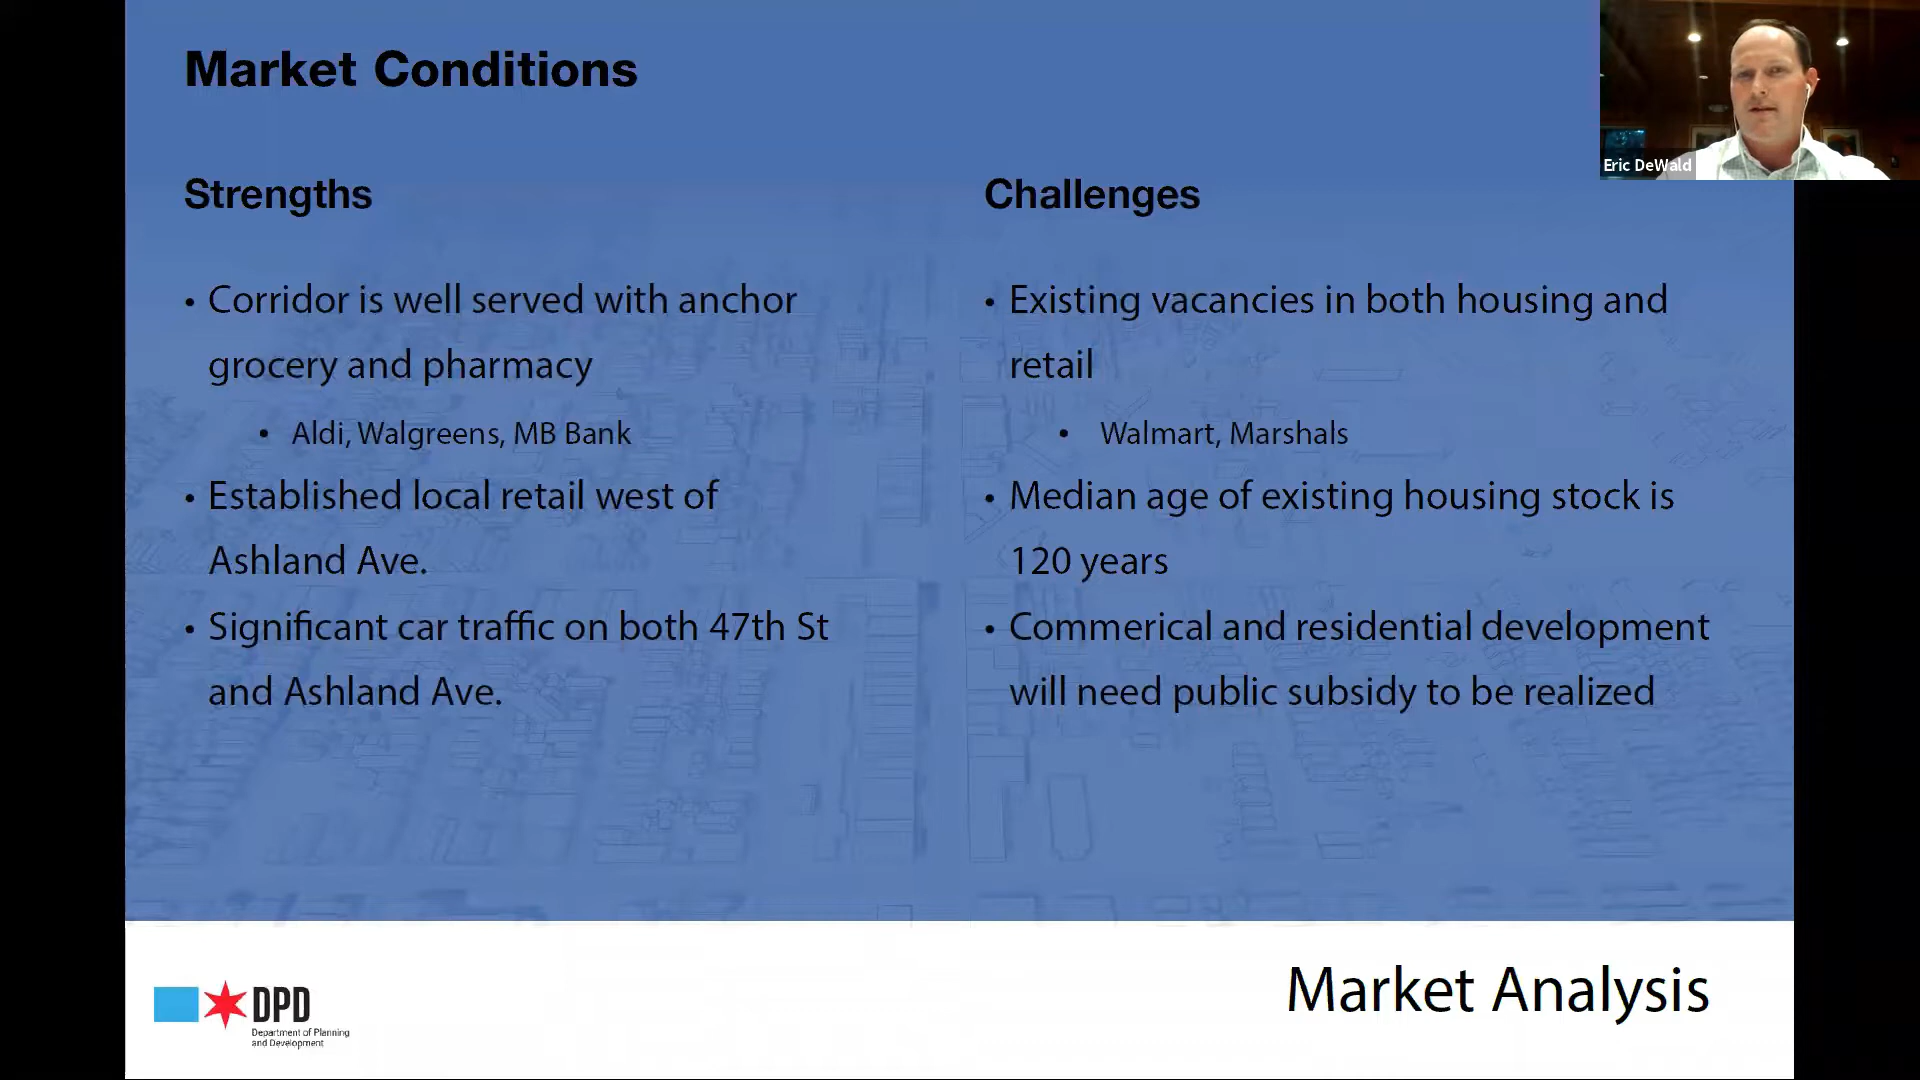 Market Conditions
Eric DeWald
Strengths
• Corridor is well served with anchor
grocery and pharmacy
• Aldi, Walgreens, MB Bank
• Established local retail west of
Ashland Ave.
• Significant car traffic on both 47th St
and Ashland Ave.
Challenges
• Existing vacancies in both housing and
retail
• Walmart, Marshals
• Median age of existing housing stock is
120 years
• Commerical and residential development
will need public subsidy to be realized
DPD
Department of Planning
and Development
Market Analysis